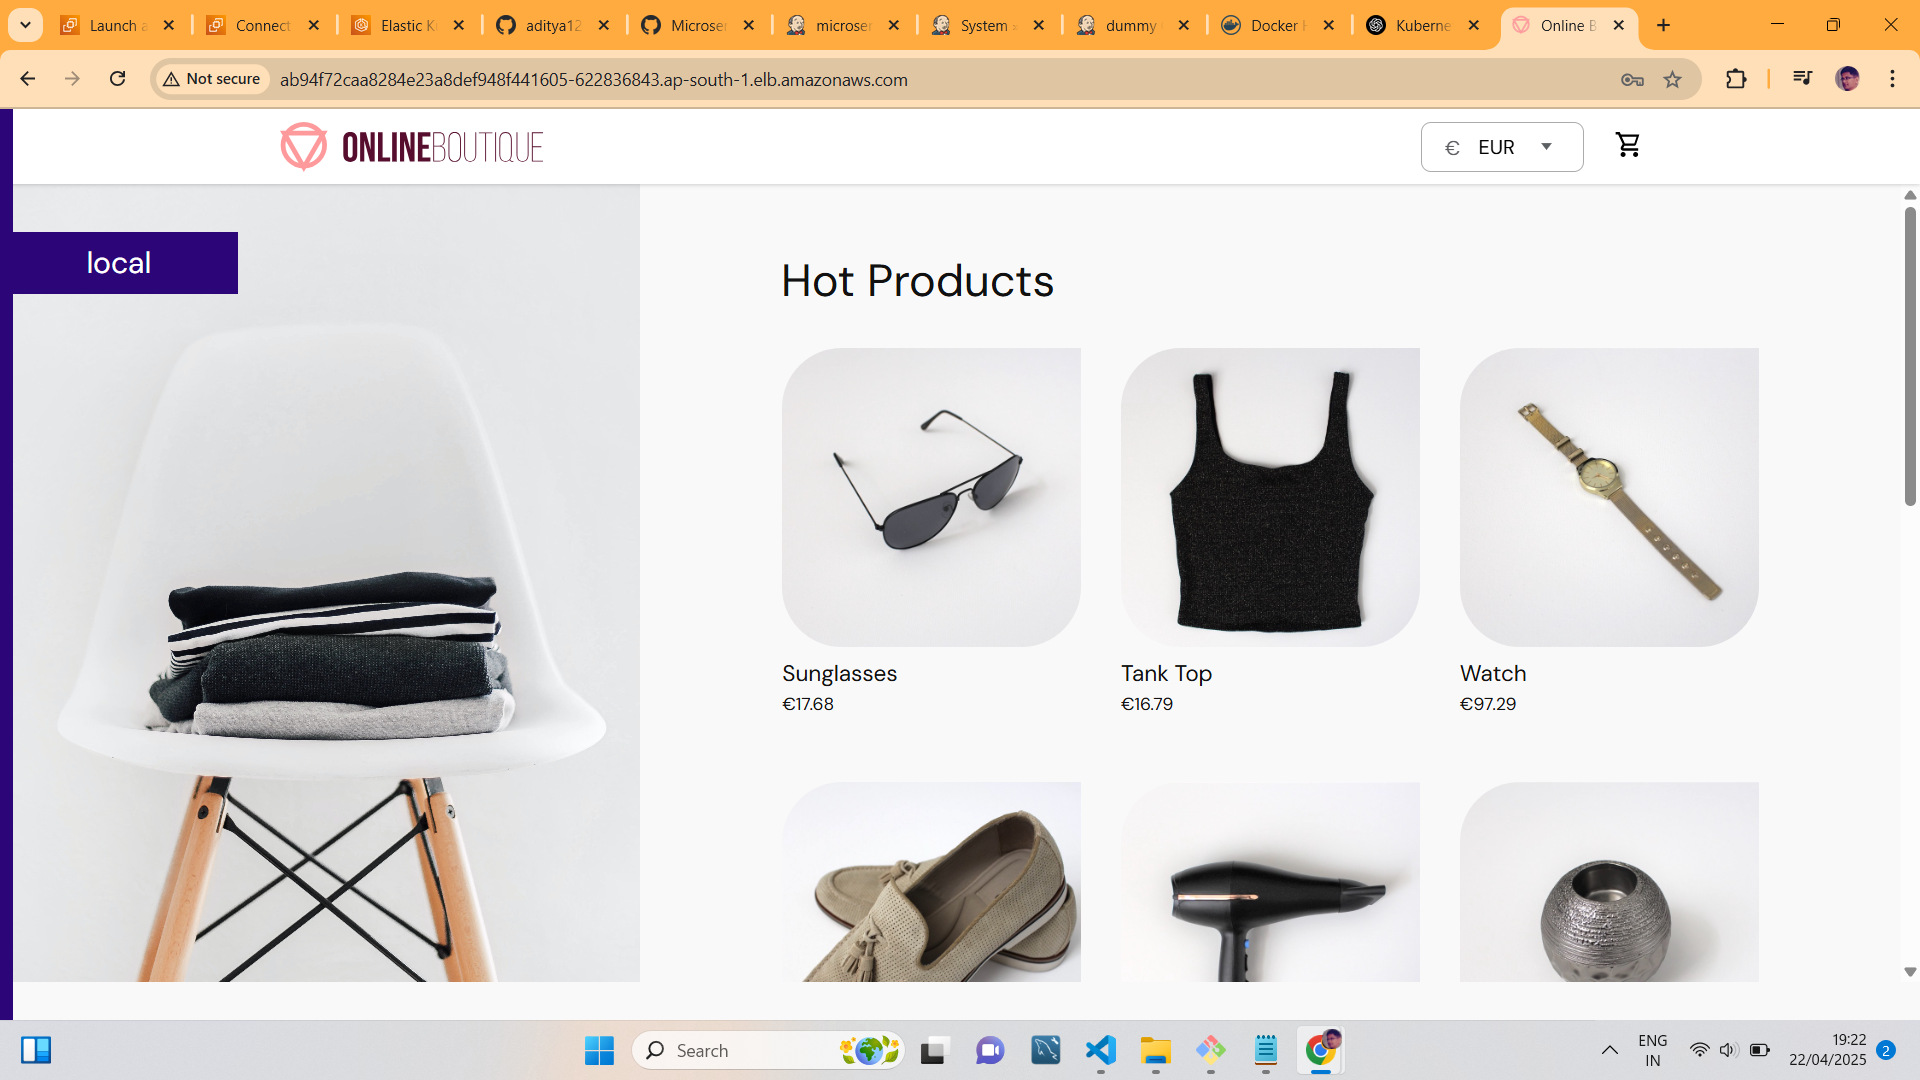 Launch a
Connect
Elastic K
aditya12
Microser
microser
System
dummy
Docker
Kuberne
Online B
Not secure
ab94f72caa8284e23a8def948f441605-622836843.ap-south-1.elb.amazonaws.com
ONLINEBOUTIQUE
€ EUR
local
Hot Products
Sunglasses
€17.68
Tank Top
€16.79
Watch
€97.29
Search
ENG
IN
19:22
22/04/2025
2